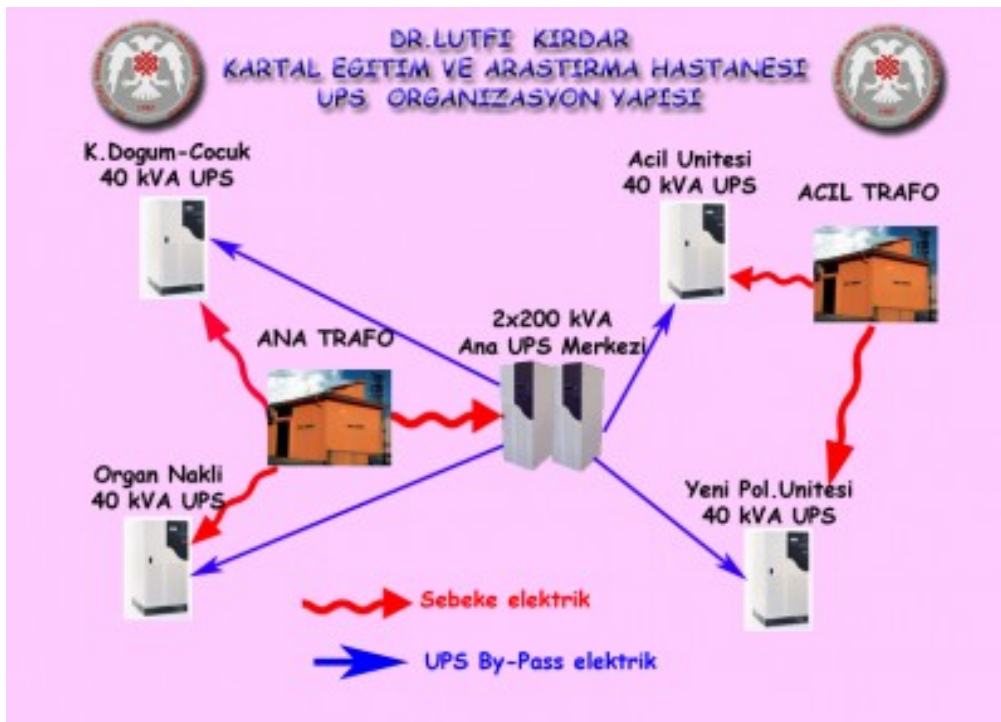 DR.LUTFI KIRDAR
KARTAL EGITIM VE ARASTIRMA HASTANESI
UPS ORGANIZASYON YAPISI
K.Dogum-Cocuk
40 kVA UPS
Acil Unitesi
40 kVA UPS
ACIL TRAFO
ANA TRAFO
2x200 kVA
Ana UPS Merkezi
Organ Nakli
40 kVA UPS
Yeni Pol.Unitesi
40 kVA UPS
Sebeke elektrik
UPS By-Pass elektrik